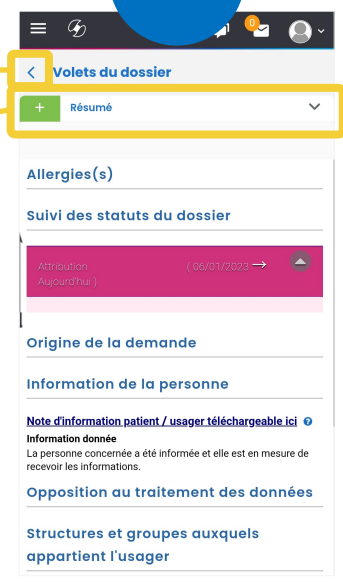 0
Volets du dossier
+ Résumé
Allergies(s)
Suivi des statuts du dossier
Attribution ( 06/01/2023 →
Aujourd'hui )
Origine de la demande
Information de la personne
Note d'information patient / usager téléchargeable ici ?
Information donnée
La personne concernée a été informée et elle est en mesure de
recevoir les informations.
Opposition au traitement des données
Structures et groupes auxquels
appartient l'usager